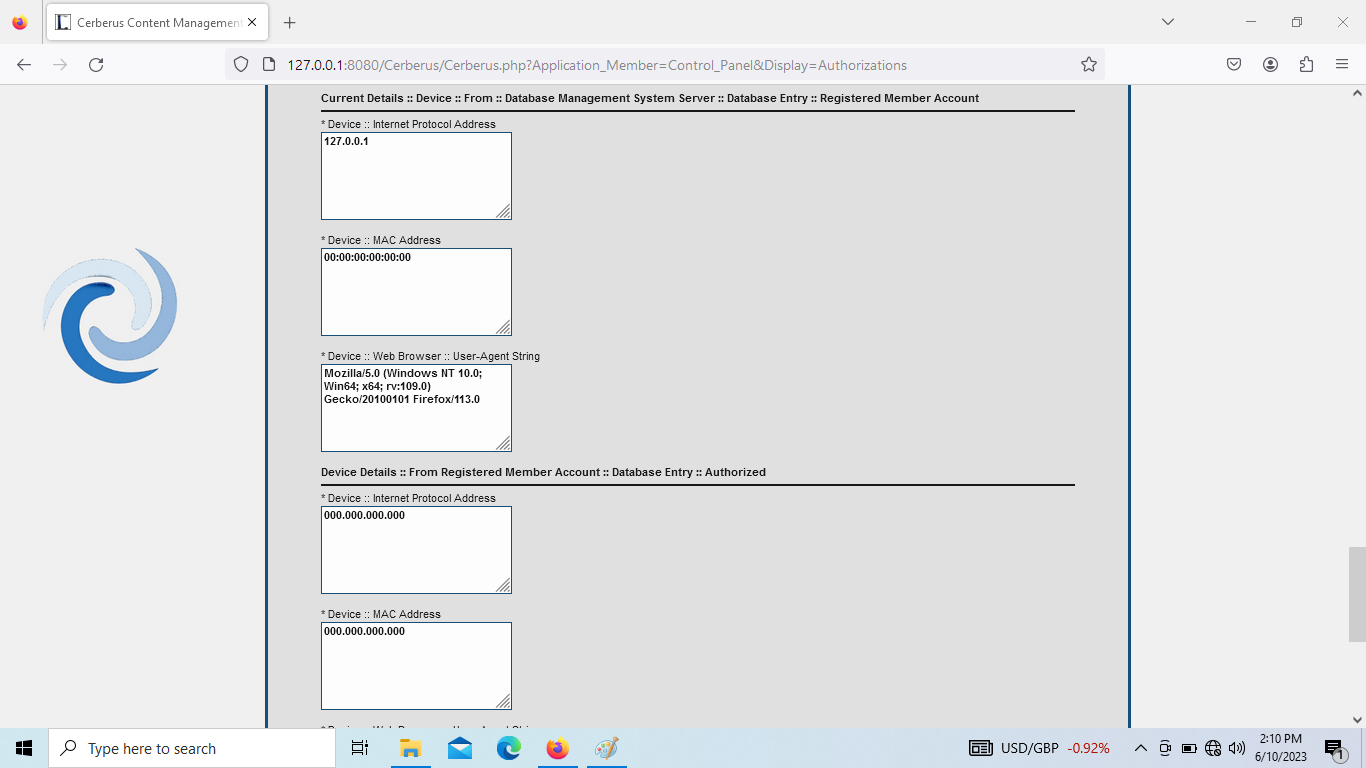 Cerberus Content Management
127.0.0.1:8080/Cerberus/Cerberus.php?Application_Member=Control_Panel&Display=Authorizations
Current Details :: Device :: From :: Database Management System Server :: Database Entry :: Registered Member Account
* Device :: Internet Protocol Address
127.0.0.1
* Device :: MAC Address
00:00:00:00:00:00
* Device :: Web Browser :: User-Agent String
Mozilla/5.0 (Windows NT 10.0;
Win64; x64; rv:109.0)
Gecko/20100101 Firefox/113.0
Device Details :: From Registered Member Account :: Database Entry :: Authorized
* Device :: Internet Protocol Address
000.000.000.000
* Device :: MAC Address
000.000.000.000
Type here to search
USD/GBP -0.92%
2:10 PM
6/10/2023
1